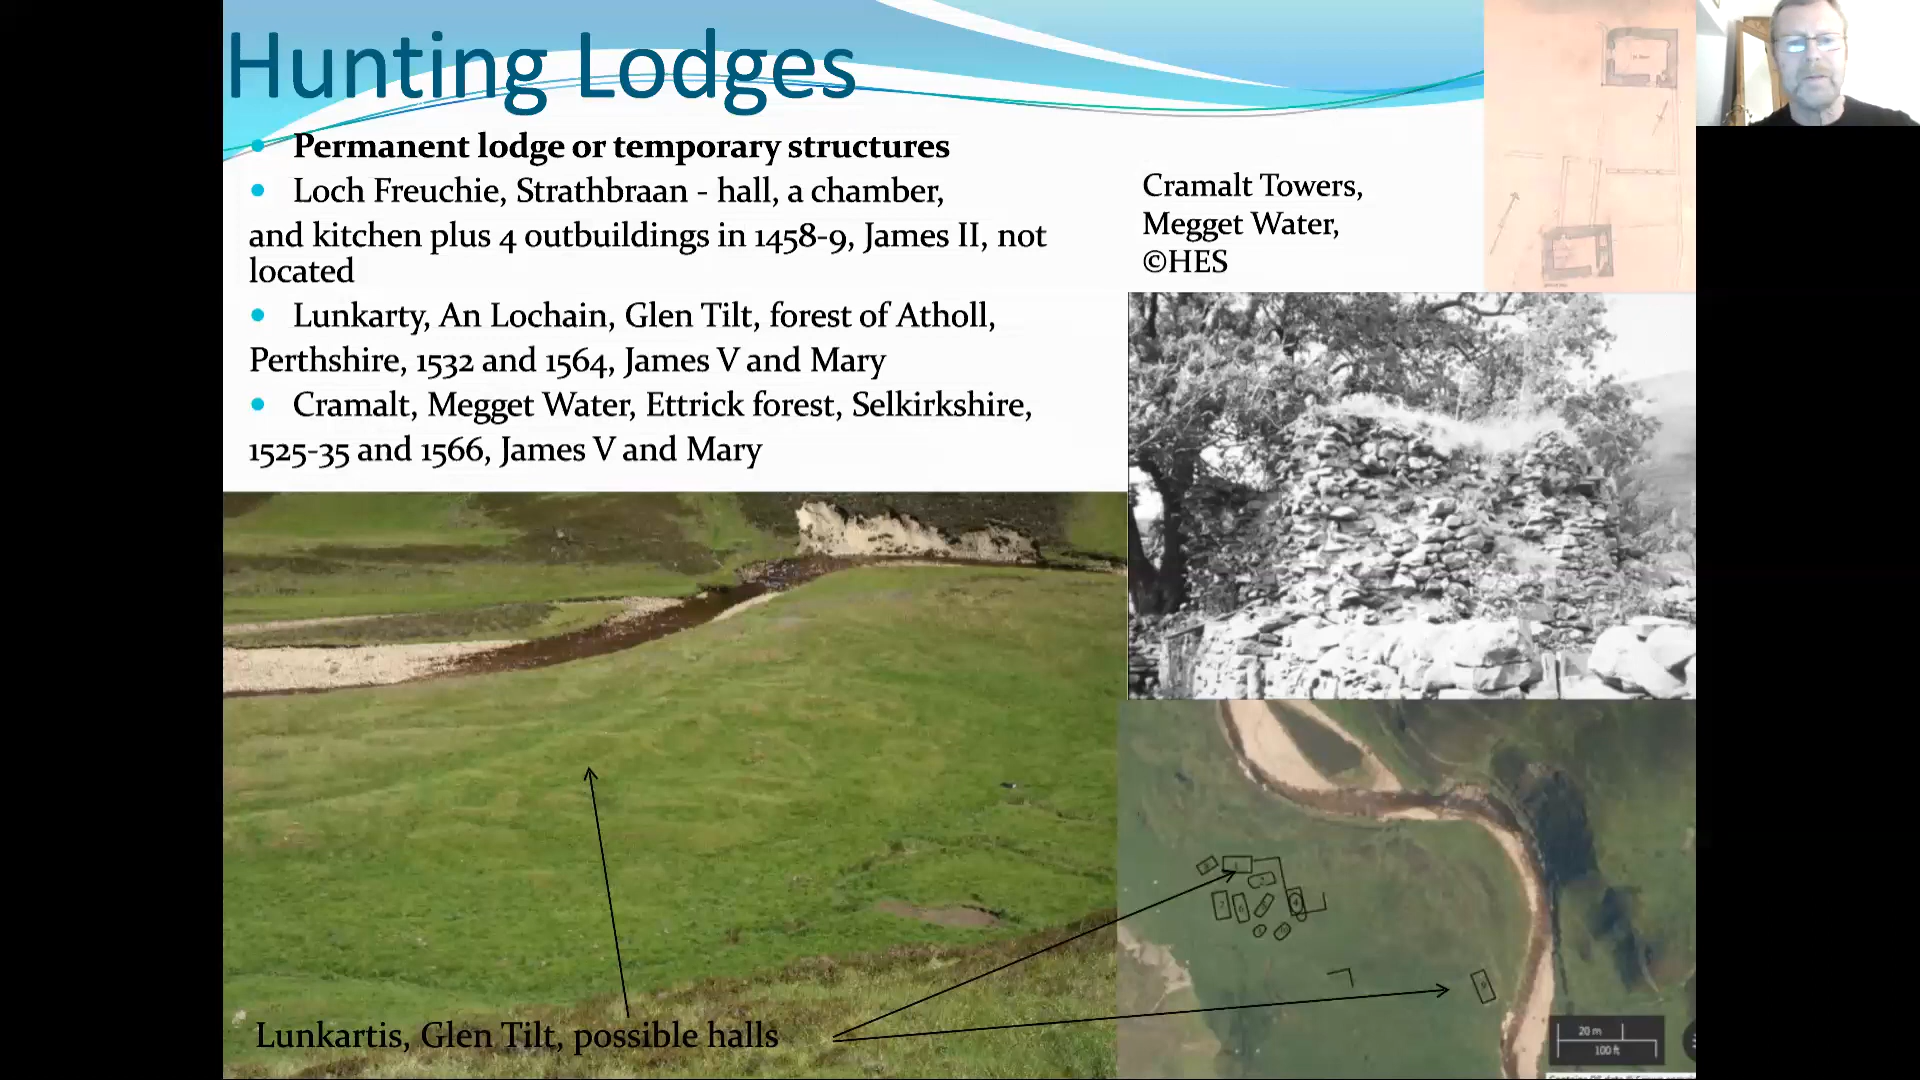 Hunting Lodges
Permanent lodge or temporary structures
Loch Freuchie, Strathbraan - hall, a chamber,
and kitchen plus 4 outbuildings in 1458-9, James II, not
located
Lunkarty, An Lochain, Glen Tilt, forest of Atholl,
Perthshire, 1532 and 1564, James V and Mary
Cramalt, Megget Water, Ettrick forest, Selkirkshire,
1525-35 and 1566, James V and Mary
Cramalt Towers,
Megget Water,
©HES
Lunkartis, Glen Tilt, possible halls
20 m
100 ft